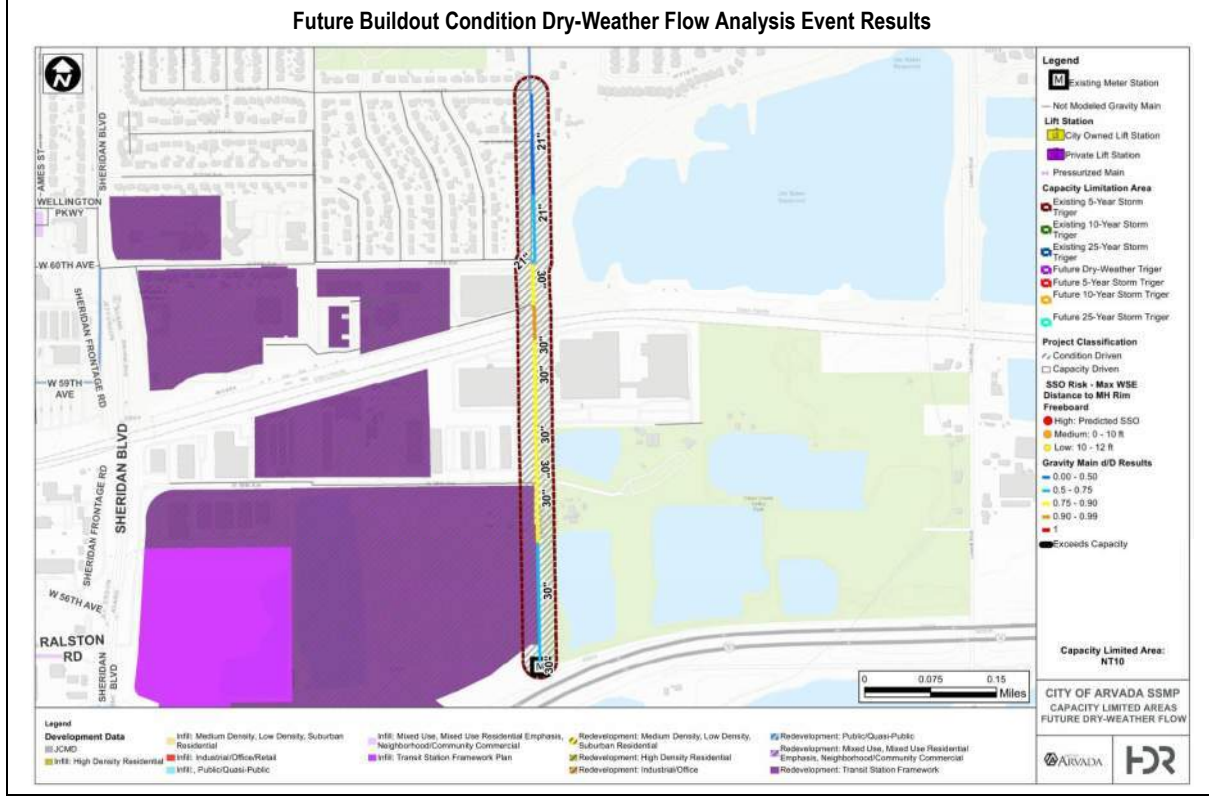 Future Buildout Condition Dry-Weather Flow Analysis Event Results
N
AMES ST
SHERIDAN BLVD
WELLINGTON
PKWY
W 60TH AVE
SHERIDAN FRONTAGE RD
W 59TH
AVE
SHERIDAN BLVD
SHERIDAN FRONTAGE RD
W 56TH AVE
RALSTON
RD
SHERIDAN
BLVD
21"
21"
27"
30"
30"
30"
30"
30"
30"
30"
30"
M
0 0.075 0.15
Miles
Legend
M Existing Meter Station
Not Modeled Gravity Main
Lift Station
City Owned Lift Station
Private Lift Station
Pressurized Main
Capacity Limitation Area
Existing 5-Year Storm
Triger
Existing 10-Year Storm
Triger
Existing 25-Year Storm
Triger
Future Dry-Weather Triger
Future 5-Year Storm Triger
Future 10-Year Storm Triger
Future 25-Year Storm Triger
Project Classification
Condition Driven
Capacity Driven
SSO Risk - Max WSE
Distance to MH Rim
Freeboard
High: Predicted SSO
Medium: 0 - 10 ft
Low: 10 - 12 ft
Gravity Main d/D Results
0.00 - 0.50
0.5 - 0.75
0.75 - 0.90
0.90 - 0.99
1
Exceeds Capacity
Capacity Limited Area:
NT10
CITY OF ARVADA SSMP
CAPACITY LIMITED AREAS
FUTURE DRY-WEATHER FLOW
ARVADA
HDR
Legend
Development Data
JCMD
Infill: High Density Residential
Infill: Medium Density, Low Density, Suburban
Residential
Infill: Industrial/Office/Retail
Infill:, Public/Quasi-Public
Infill: Mixed Use, Mixed Use Residential Emphasis,
Neighborhood/Community Commercial
Infill: Transit Station Framework Plan
Redevelopment: Medium Density, Low Density,
Suburban Residential
Redevelopment: High Density Residential
Redevelopment: Industrial/Office
Redevelopment: Public/Quasi-Public
Redevelopment: Mixed Use, Mixed Use Residential
Emphasis, Neighborhood/Community Commercial
Redevelopment: Transit Station Framework